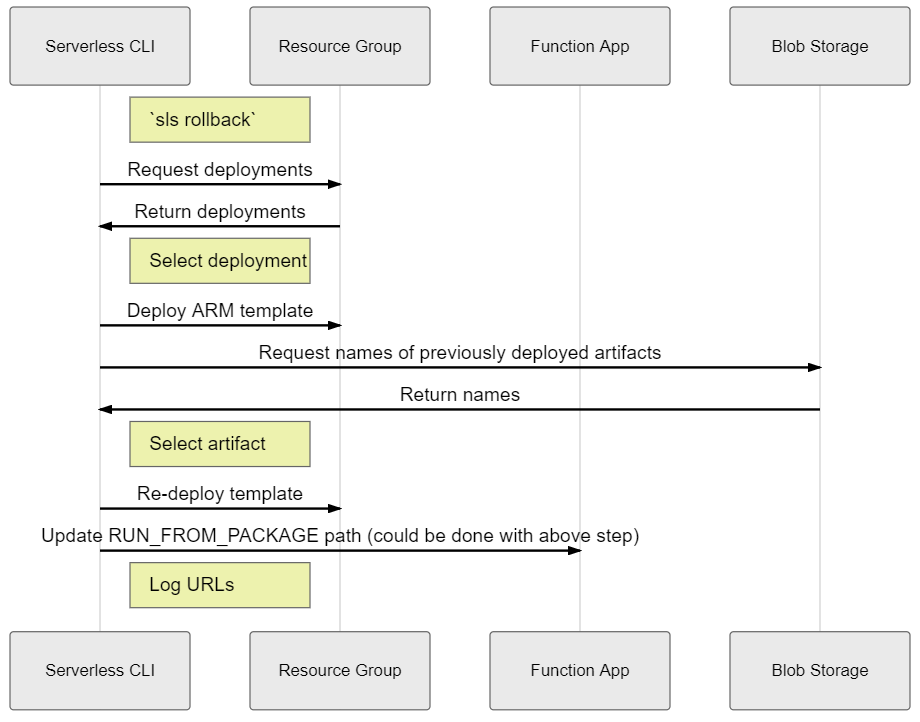 Serverless CLI
Resource Group
Function App
Blob Storage
`sls rollback`
Request deployments
Return deployments
Select deployment
Deploy ARM template
Request names of previously deployed artifacts
Return names
Select artifact
Re-deploy template
Update RUN_FROM_PACKAGE path (could be done with above step)
Log URLs
Serverless CLI
Resource Group
Function App
Blob Storage